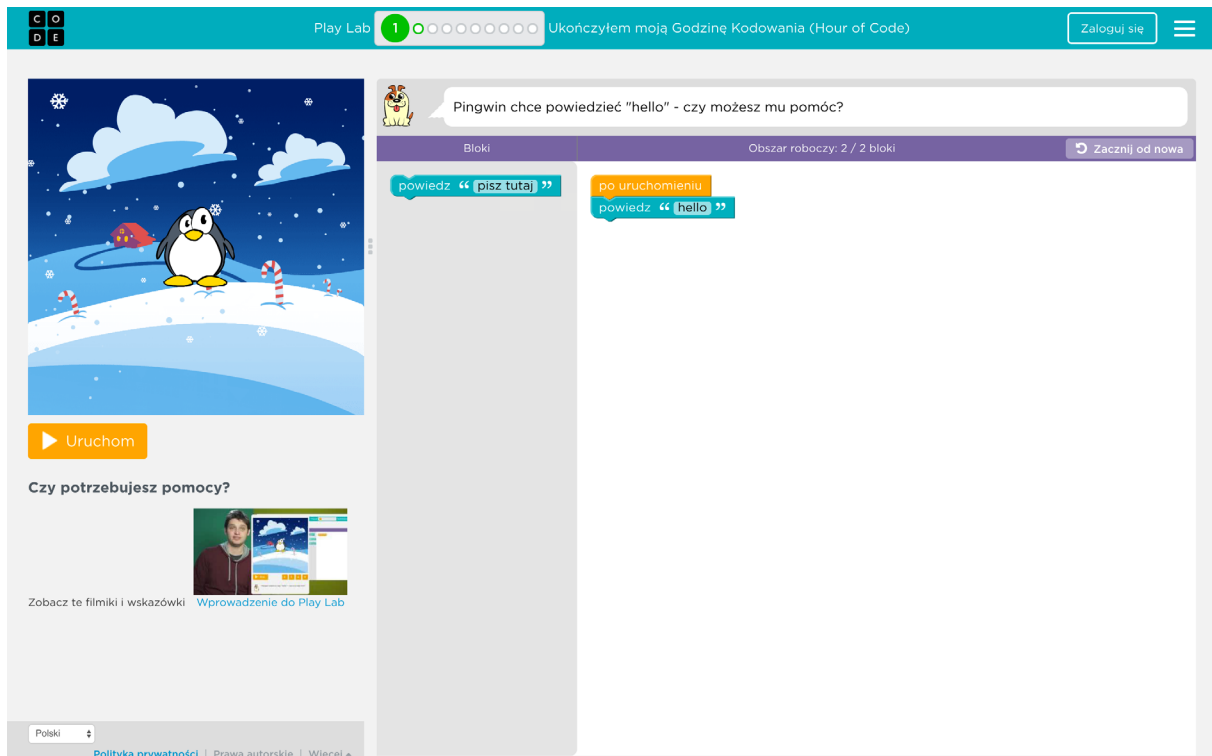 C O
D E
Play Lab 1 Ukończyłem moją Godzinę Kodowania (Hour of Code)
Zaloguj się
Pingwin chce powiedzieć "hello" - czy możesz mu pomóc?
Bloki
Obszar roboczy: 2 / 2 bloki
Zacznij od nowa
powiedz “ pisz tutaj ”
po uruchomieniu
powiedz “ hello ”
Uruchom
Czy potrzebujesz pomocy?
Zobacz te filmiki i wskazówki Wprowadzenie do Play Lab
Polski
Polityka prywatności | Prawa autorskie | Więcej